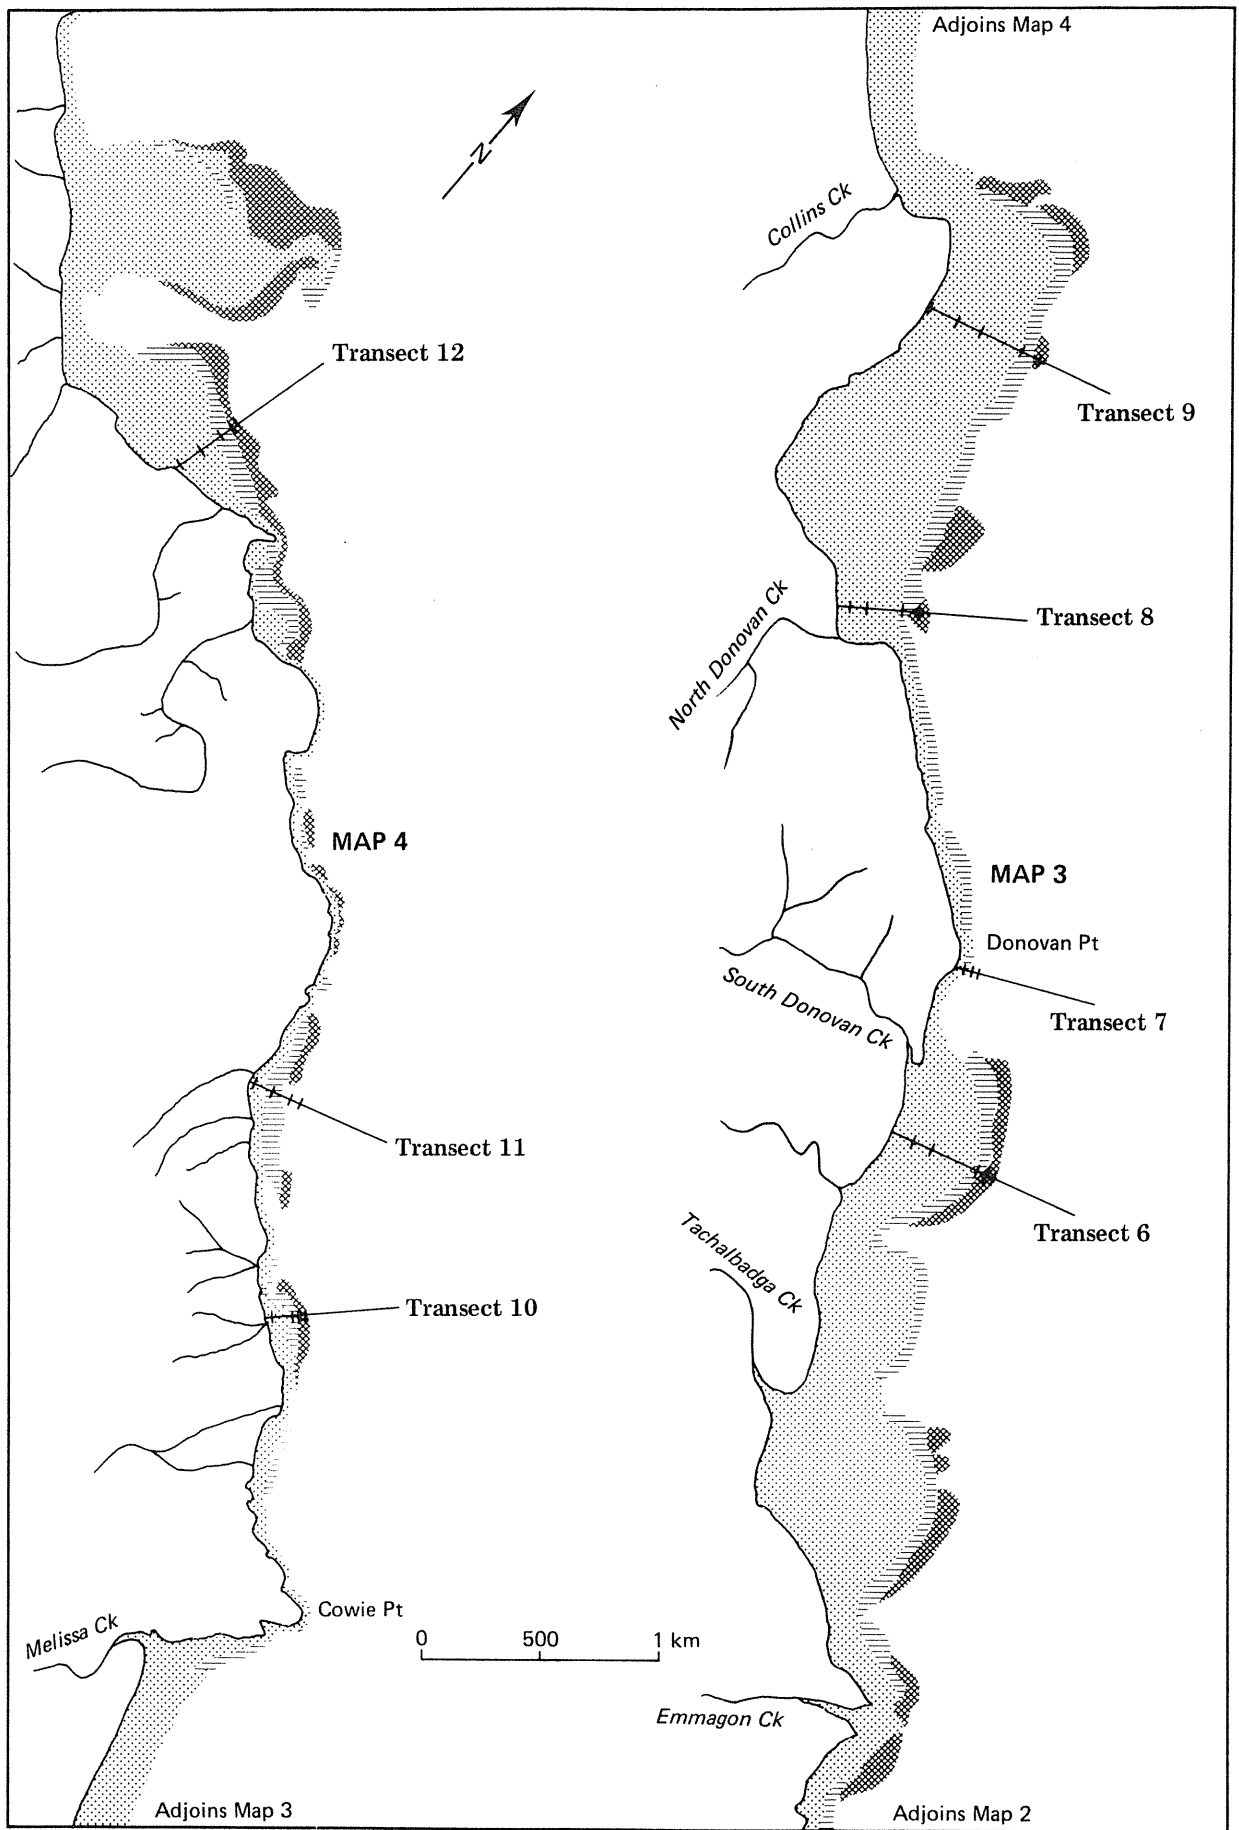 Adjoins Map 4
N
Collins Ck
Transect 12
Transect 9
North Donovan Ck
Transect 8
MAP 4
MAP 3
Donovan Pt
South Donovan Ck
Transect 7
Transect 11
Tachalbadga Ck
Transect 6
Transect 10
Cowie Pt
Melissa Ck
0 500 1 km
Emmagon Ck
Adjoins Map 3
Adjoins Map 2